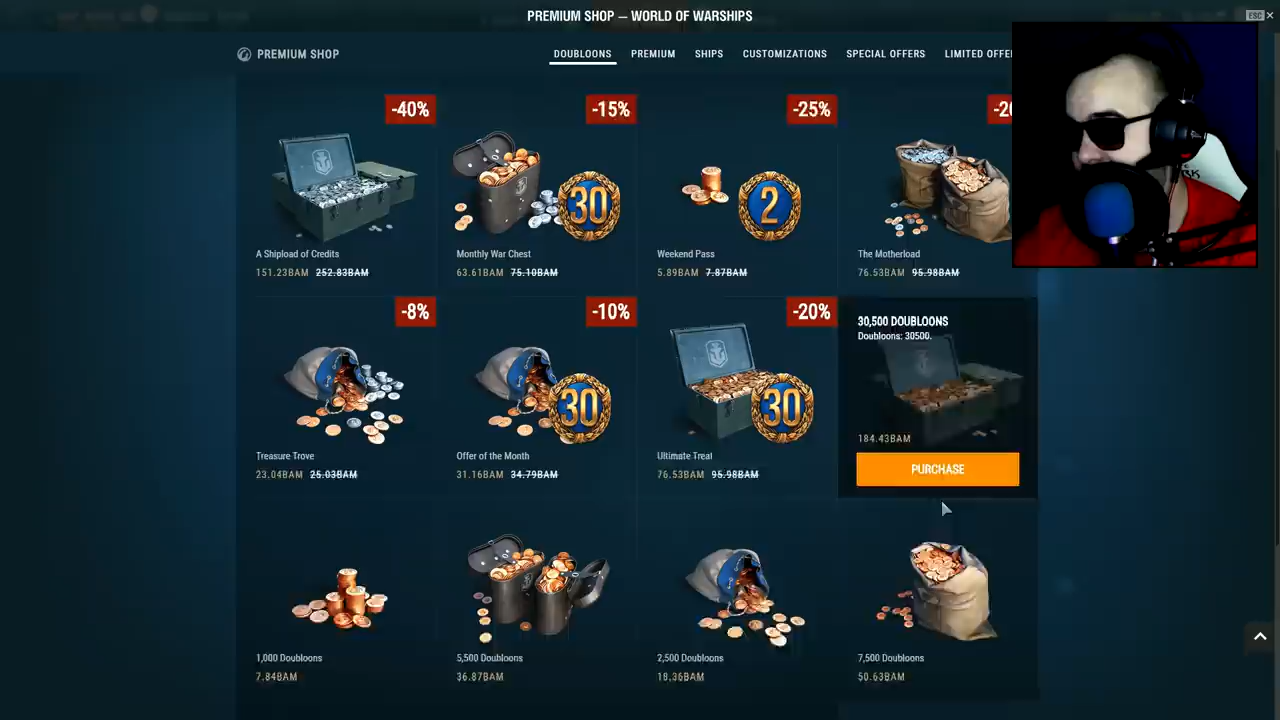 PREMIUM SHOP — WORLD OF WARSHIPS
ESC
PREMIUM SHOP
DOUBLOONS PREMIUM SHIPS CUSTOMIZATIONS SPECIAL OFFERS LIMITED
-40% -15% -25%
30 2
A Shipload of Credits Monthly War Chest Weekend Pass The Motherload
151.23BAM 252.83BAM 63.61BAM 75.10BAM 5.89BAM 7.87BAM 76.53BAM 95.98BAM
-8% -10% -20%
30,500 DOUBLOONS
Doubloons: 30500.
30 30
184.43BAM
Treasure Trove Offer of the Month Ultimate Treat
PURCHASE
23.04BAM 25.03BAM 31.16BAM 34.79BAM 76.53BAM 95.98BAM
1,000 Doubloons 5,500 Doubloons 2,500 Doubloons 7,500 Doubloons
7.84BAM 36.87BAM 18.36BAM 50.63BAM